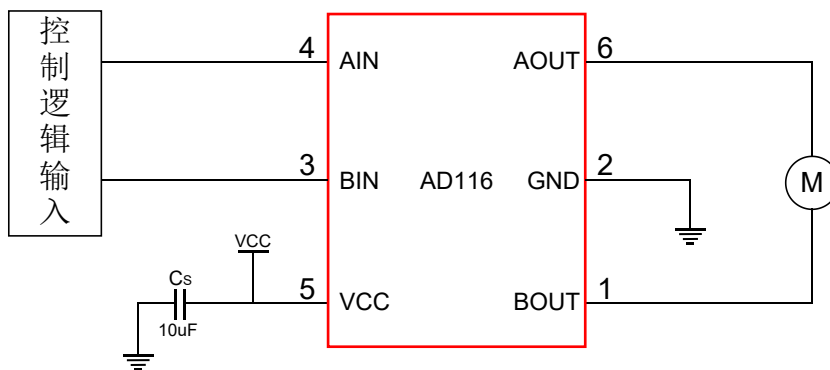 控制逻辑输入
4 AIN AOUT 6
3 BIN AD116 GND 2
M
VCC
Cs
5 VCC BOUT 1
10uF